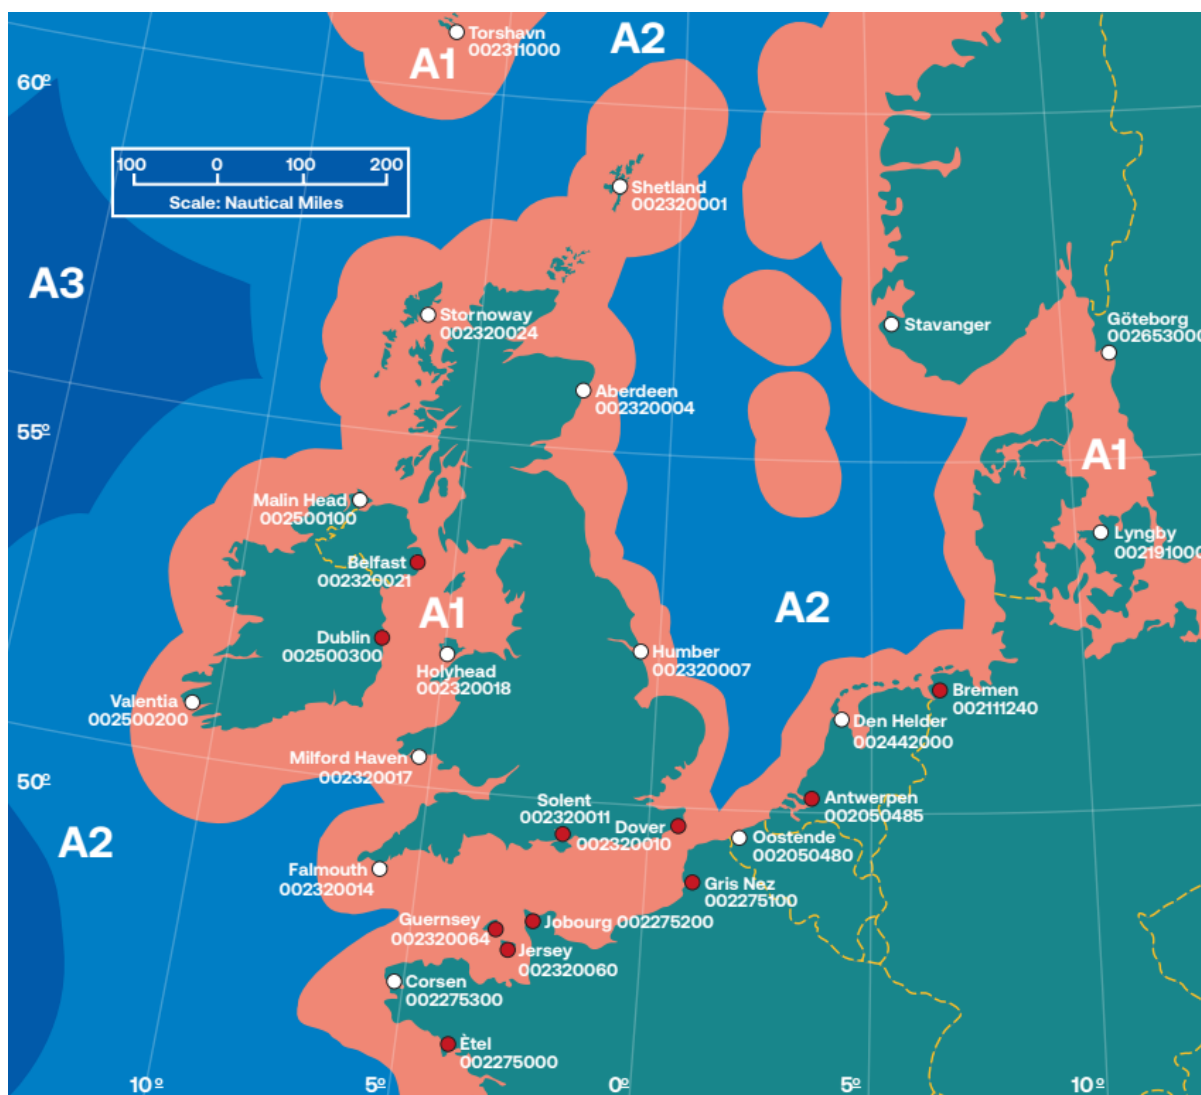 Torshavn
002311000
A1
A2
60º
100 0 100 200
Scale: Nautical Miles
Shetland
002320001
A3
Stornoway
002320024
Stavanger
Göteborg
002653000
Aberdeen
002320004
55º
A1
Malin Head
002500100
Lyngby
002191000
Belfast
002320021
A1
A2
Dublin
002500300
Holyhead
002320018
Humber
002320007
Valentia
002500200
Bremen
002111240
Den Helder
002442000
Milford Haven
002320017
50º
Antwerpen
002050485
Solent
002320011
Dover
002320010
Oostende
002050480
A2
Falmouth
002320014
Gris Nez
002275100
Guernsey
002320064
Jobourg 002275200
Jersey
002320060
Corsen
002275300
Ètel
002275000
10º 5º 0º 5º 10º